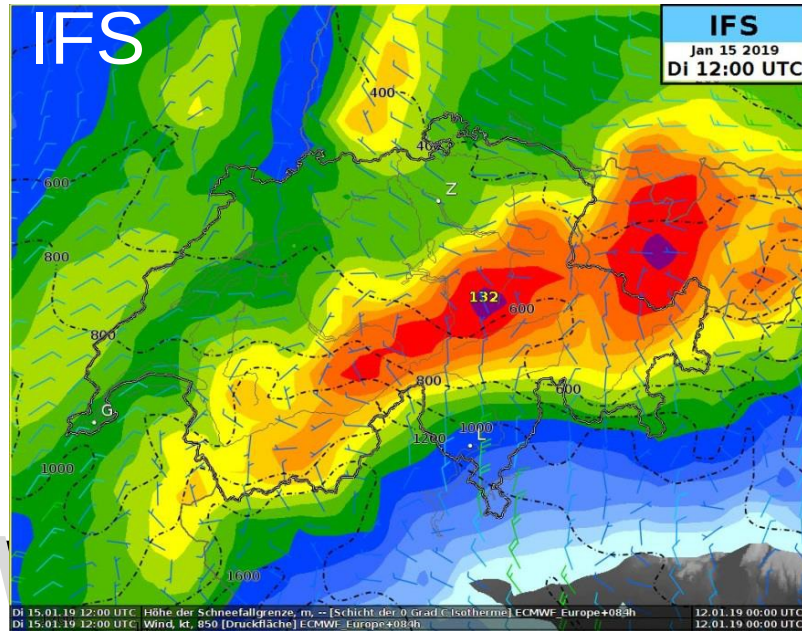 IFS
IFS
Jan 15 2019
Di 12:00 UTC
400
600
Z
800
132
600
800
800
600
G
1000
L
1200
1000
1600
Di 15.01.19 12:00 UTC Höhe der Schneefallgrenze, m, -- [Schicht der 0 Grad C Isotherme] ECMWF_Europe+084h 12.01.19 00:00 UTC
Di 15.01.19 12:00 UTC Wind, kt, 850 [Druckfläche] ECMWF_Europe+084h 12.01.19 00:00 UTC